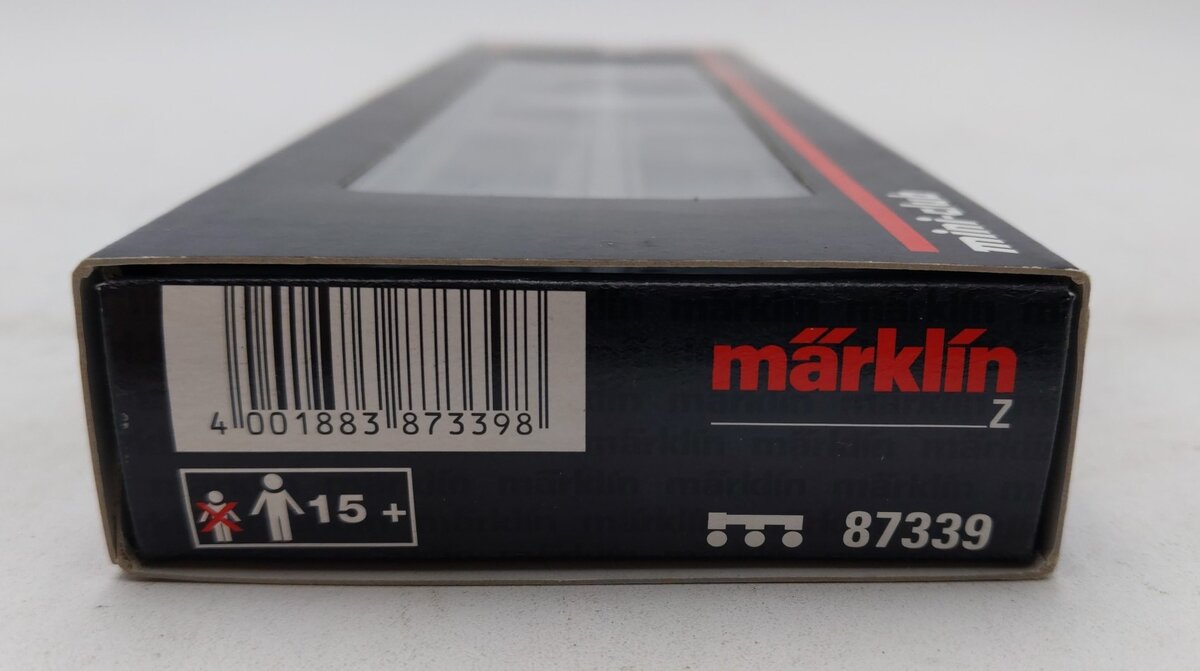 mini-club
märklin
Z
4 001883 873398
15 +
87339